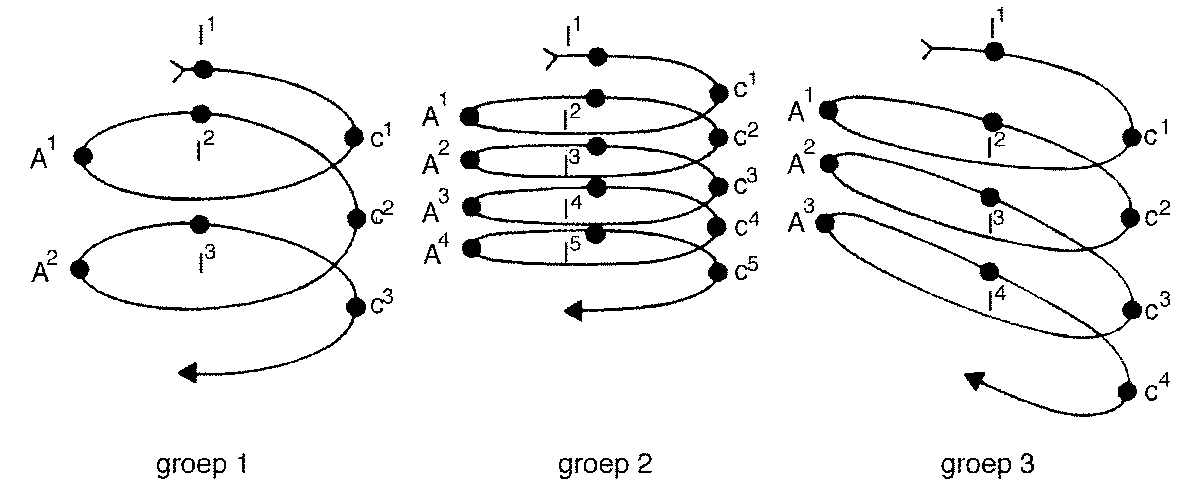 I¹
C¹
A¹
I²
C²
A²
I³
C³
groep 1
I¹
C¹
A¹
I²
C²
A²
I³
C³
A³
I⁴
C⁴
A⁴
I⁵
C⁵
groep 2
I¹
C¹
A¹
I²
C²
A²
I³
C³
A³
I⁴
C⁴
groep 3